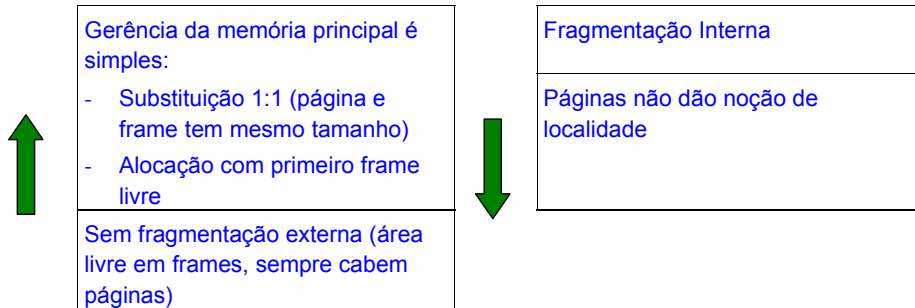 Gerência da memória principal é
simples:
- Substituição 1:1 (página e
frame tem mesmo tamanho)
- Alocação com primeiro frame
livre
Sem fragmentação externa (área
livre em frames, sempre cabem
páginas)
Fragmentação Interna
Páginas não dão noção de
localidade